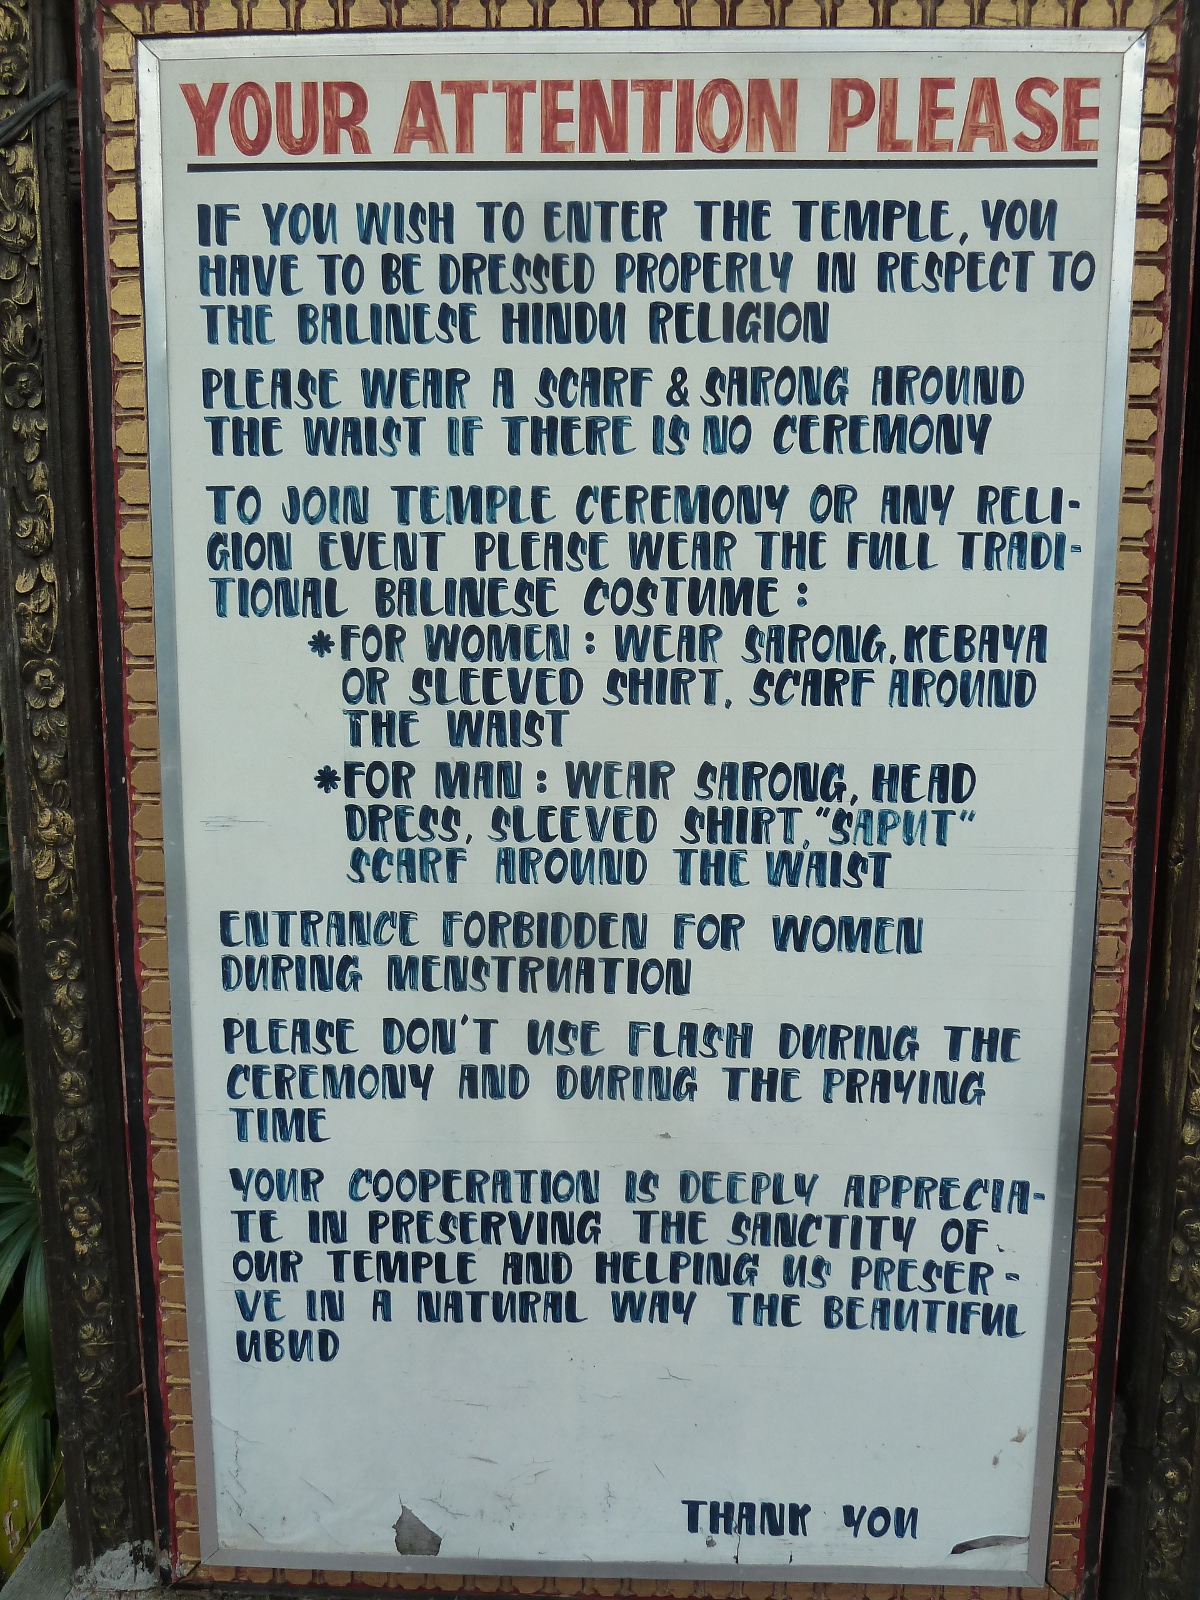 YOUR ATTENTION PLEASE
IF YOU WISH TO ENTER THE TEMPLE, YOU
HAVE TO BE DRESSED PROPERLY IN RESPECT TO
THE BALINESE HINDU RELIGION
PLEASE WEAR A SCARF & SARONG AROUND
THE WAIST IF THERE IS NO CEREMONY
TO JOIN TEMPLE CEREMONY OR ANY RELI-
GION EVENT PLEASE WEAR THE FULL TRADI-
TIONAL BALINESE COSTUME :
*FOR WOMEN : WEAR SARONG, KEBAYA
OR SLEEVED SHIRT, SCARF AROUND
THE WAIST
*FOR MAN : WEAR SARONG, HEAD
DRESS, SLEEVED SHIRT, "SAPUT"
SCARF AROUND THE WAIST
ENTRANCE FORBIDDEN FOR WOMEN
DURING MENSTRUATION
PLEASE DON'T USE FLASH DURING THE
CEREMONY AND DURING THE PRAYING
TIME
YOUR COOPERATION IS DEEPLY APPRECIA-
TE IN PRESERVING THE SANCTITY OF
OUR TEMPLE AND HELPING US PRESER-
VE IN A NATURAL WAY THE BEAUTIFUL
UBUD
THANK YOU